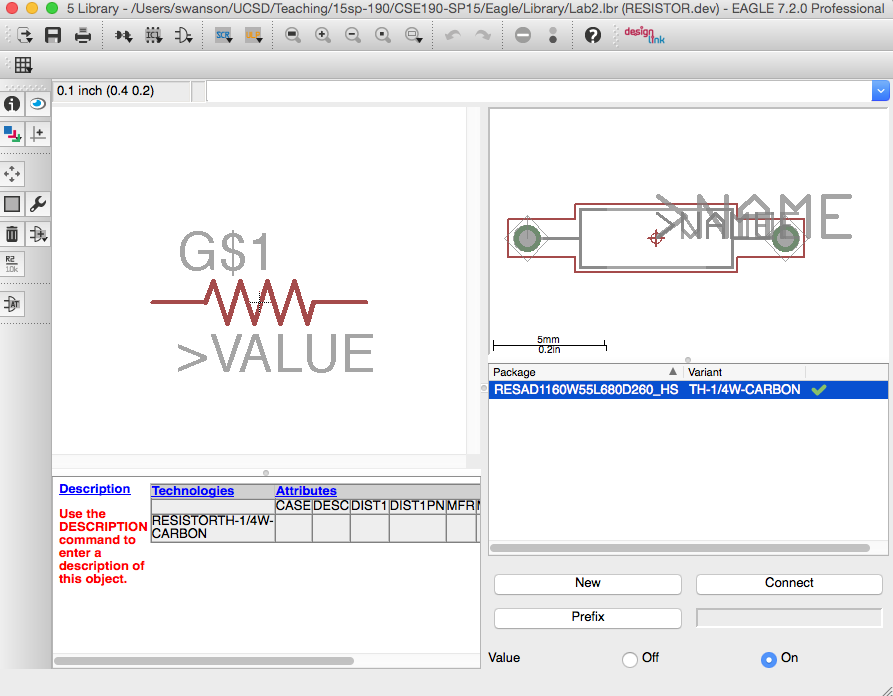 5 Library - /Users/swanson/UCSD/Teaching/15sp-190/CSE190-SP15/Eagle/Library/Lab2.lbr (RESISTOR.dev) - EAGLE 7.2.0 Professional
SCR
ULP
design
link
0.1 inch (0.4 0.2)
R2
10k
G$1
>VALUE
>NAME
>VALUE
5mm
0.2in
Package Variant
RESAD1160W55L680D260_HS TH-1/4W-CARBON
Description
Use the
DESCRIPTION
command to
enter a
description of
this object.
Technologies Attributes
CASE DESC DIST1 DIST1PN MFR
RESISTORTH-1/4W-
CARBON
New Connect
Prefix
Value Off On